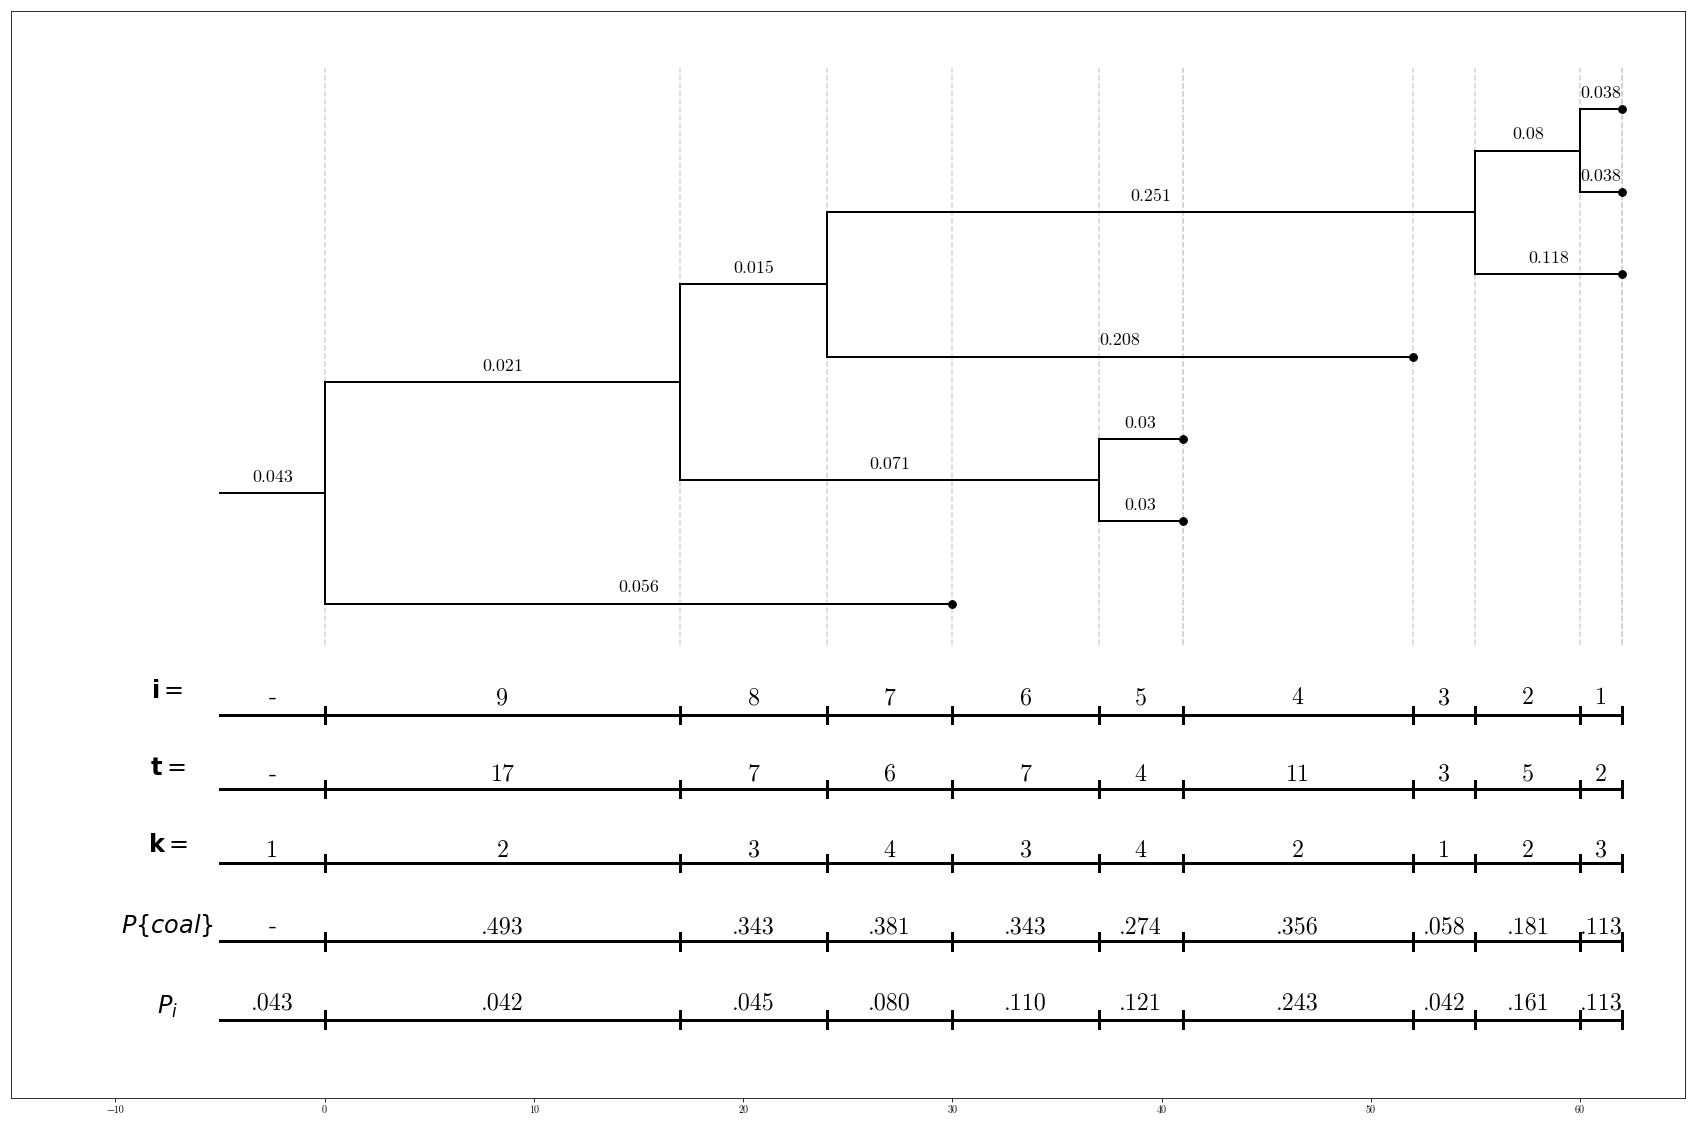 0.038
0.08
0.038
0.251
0.118
0.015
0.208
0.021
0.03
0.071
0.043
0.03
0.056
i = - 9 8 7 6 5 4 3 2 1
t = - 17 7 6 7 4 11 3 5 2
k = 1 2 3 4 3 4 2 1 2 3
P{coal} - .493 .343 .381 .343 .274 .356 .058 .181 .113
P_i .043 .042 .045 .080 .110 .121 .243 .042 .161 .113
−10 0 10 20 30 40 50 60